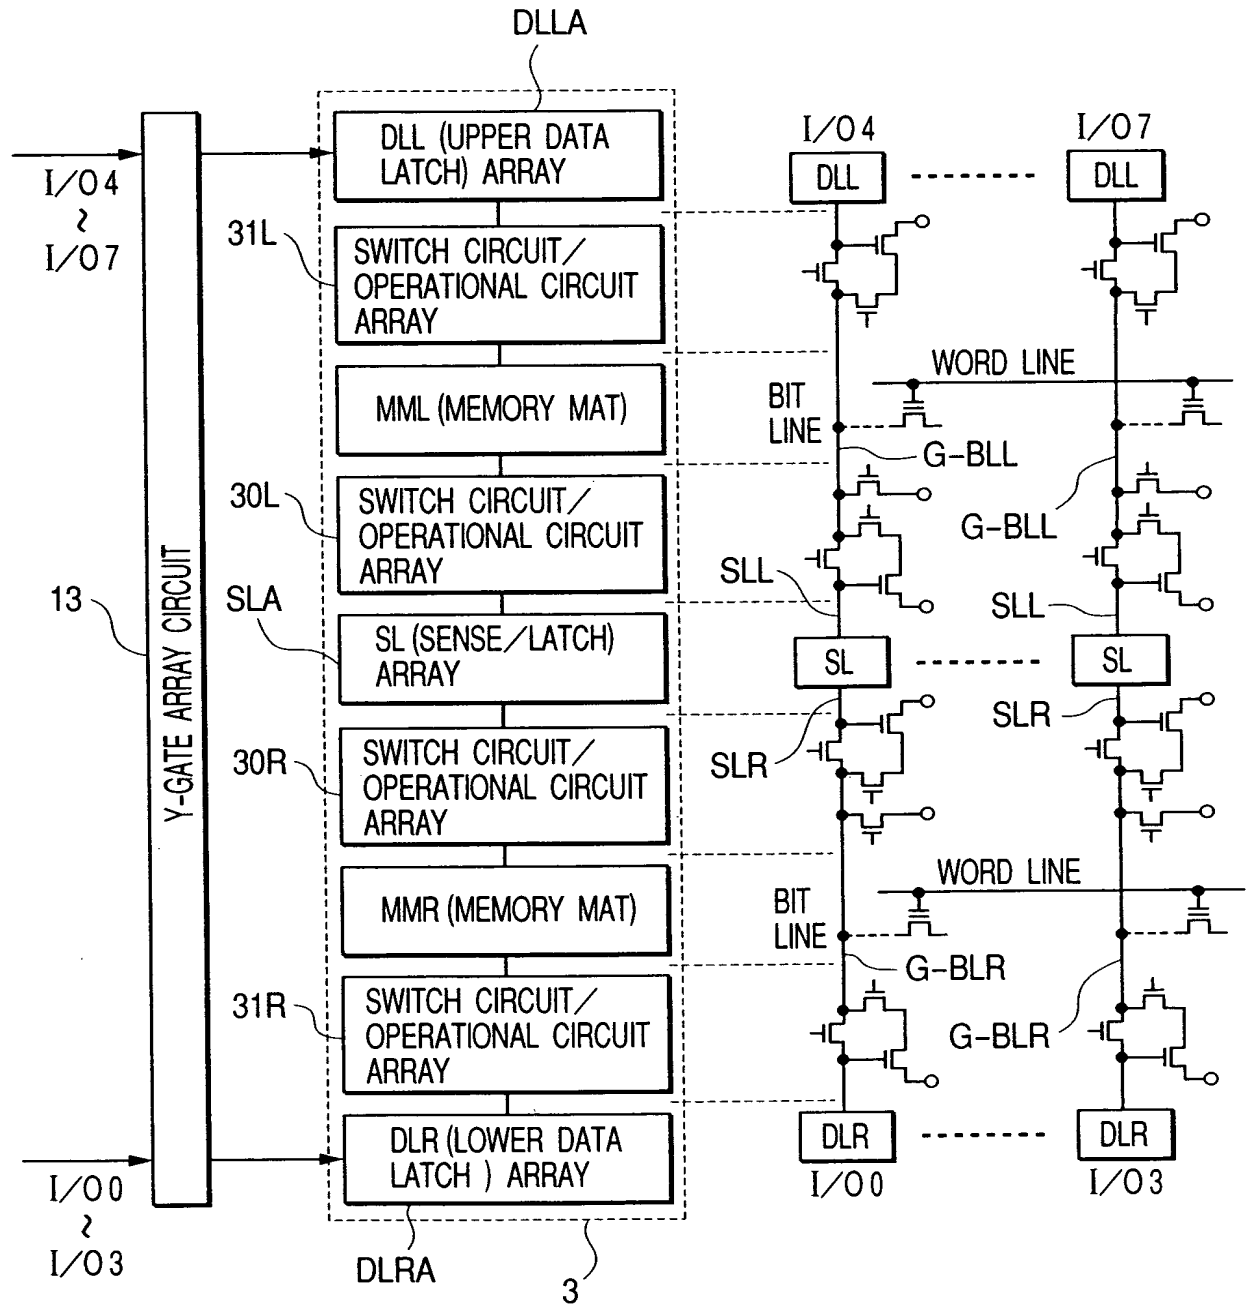 DLLA
I/O4
~
I/O7
DLL (UPPER DATA
LATCH) ARRAY
31L
SWITCH CIRCUIT/
OPERATIONAL CIRCUIT
ARRAY
MML (MEMORY MAT)
30L
SWITCH CIRCUIT/
OPERATIONAL CIRCUIT
ARRAY
13
Y-GATE ARRAY CIRCUIT
SLA
SL (SENSE/LATCH)
ARRAY
30R
SWITCH CIRCUIT/
OPERATIONAL CIRCUIT
ARRAY
MMR (MEMORY MAT)
31R
SWITCH CIRCUIT/
OPERATIONAL CIRCUIT
ARRAY
DLR (LOWER DATA
LATCH ) ARRAY
I/O0
~
I/O3
DLRA
3
I/O4
DLL
I/O7
DLL
WORD LINE
BIT
LINE
G-BLL
G-BLL
SLL
SLL
SL
SL
SLR
SLR
WORD LINE
BIT
LINE
G-BLR
G-BLR
DLR
I/O0
DLR
I/O3